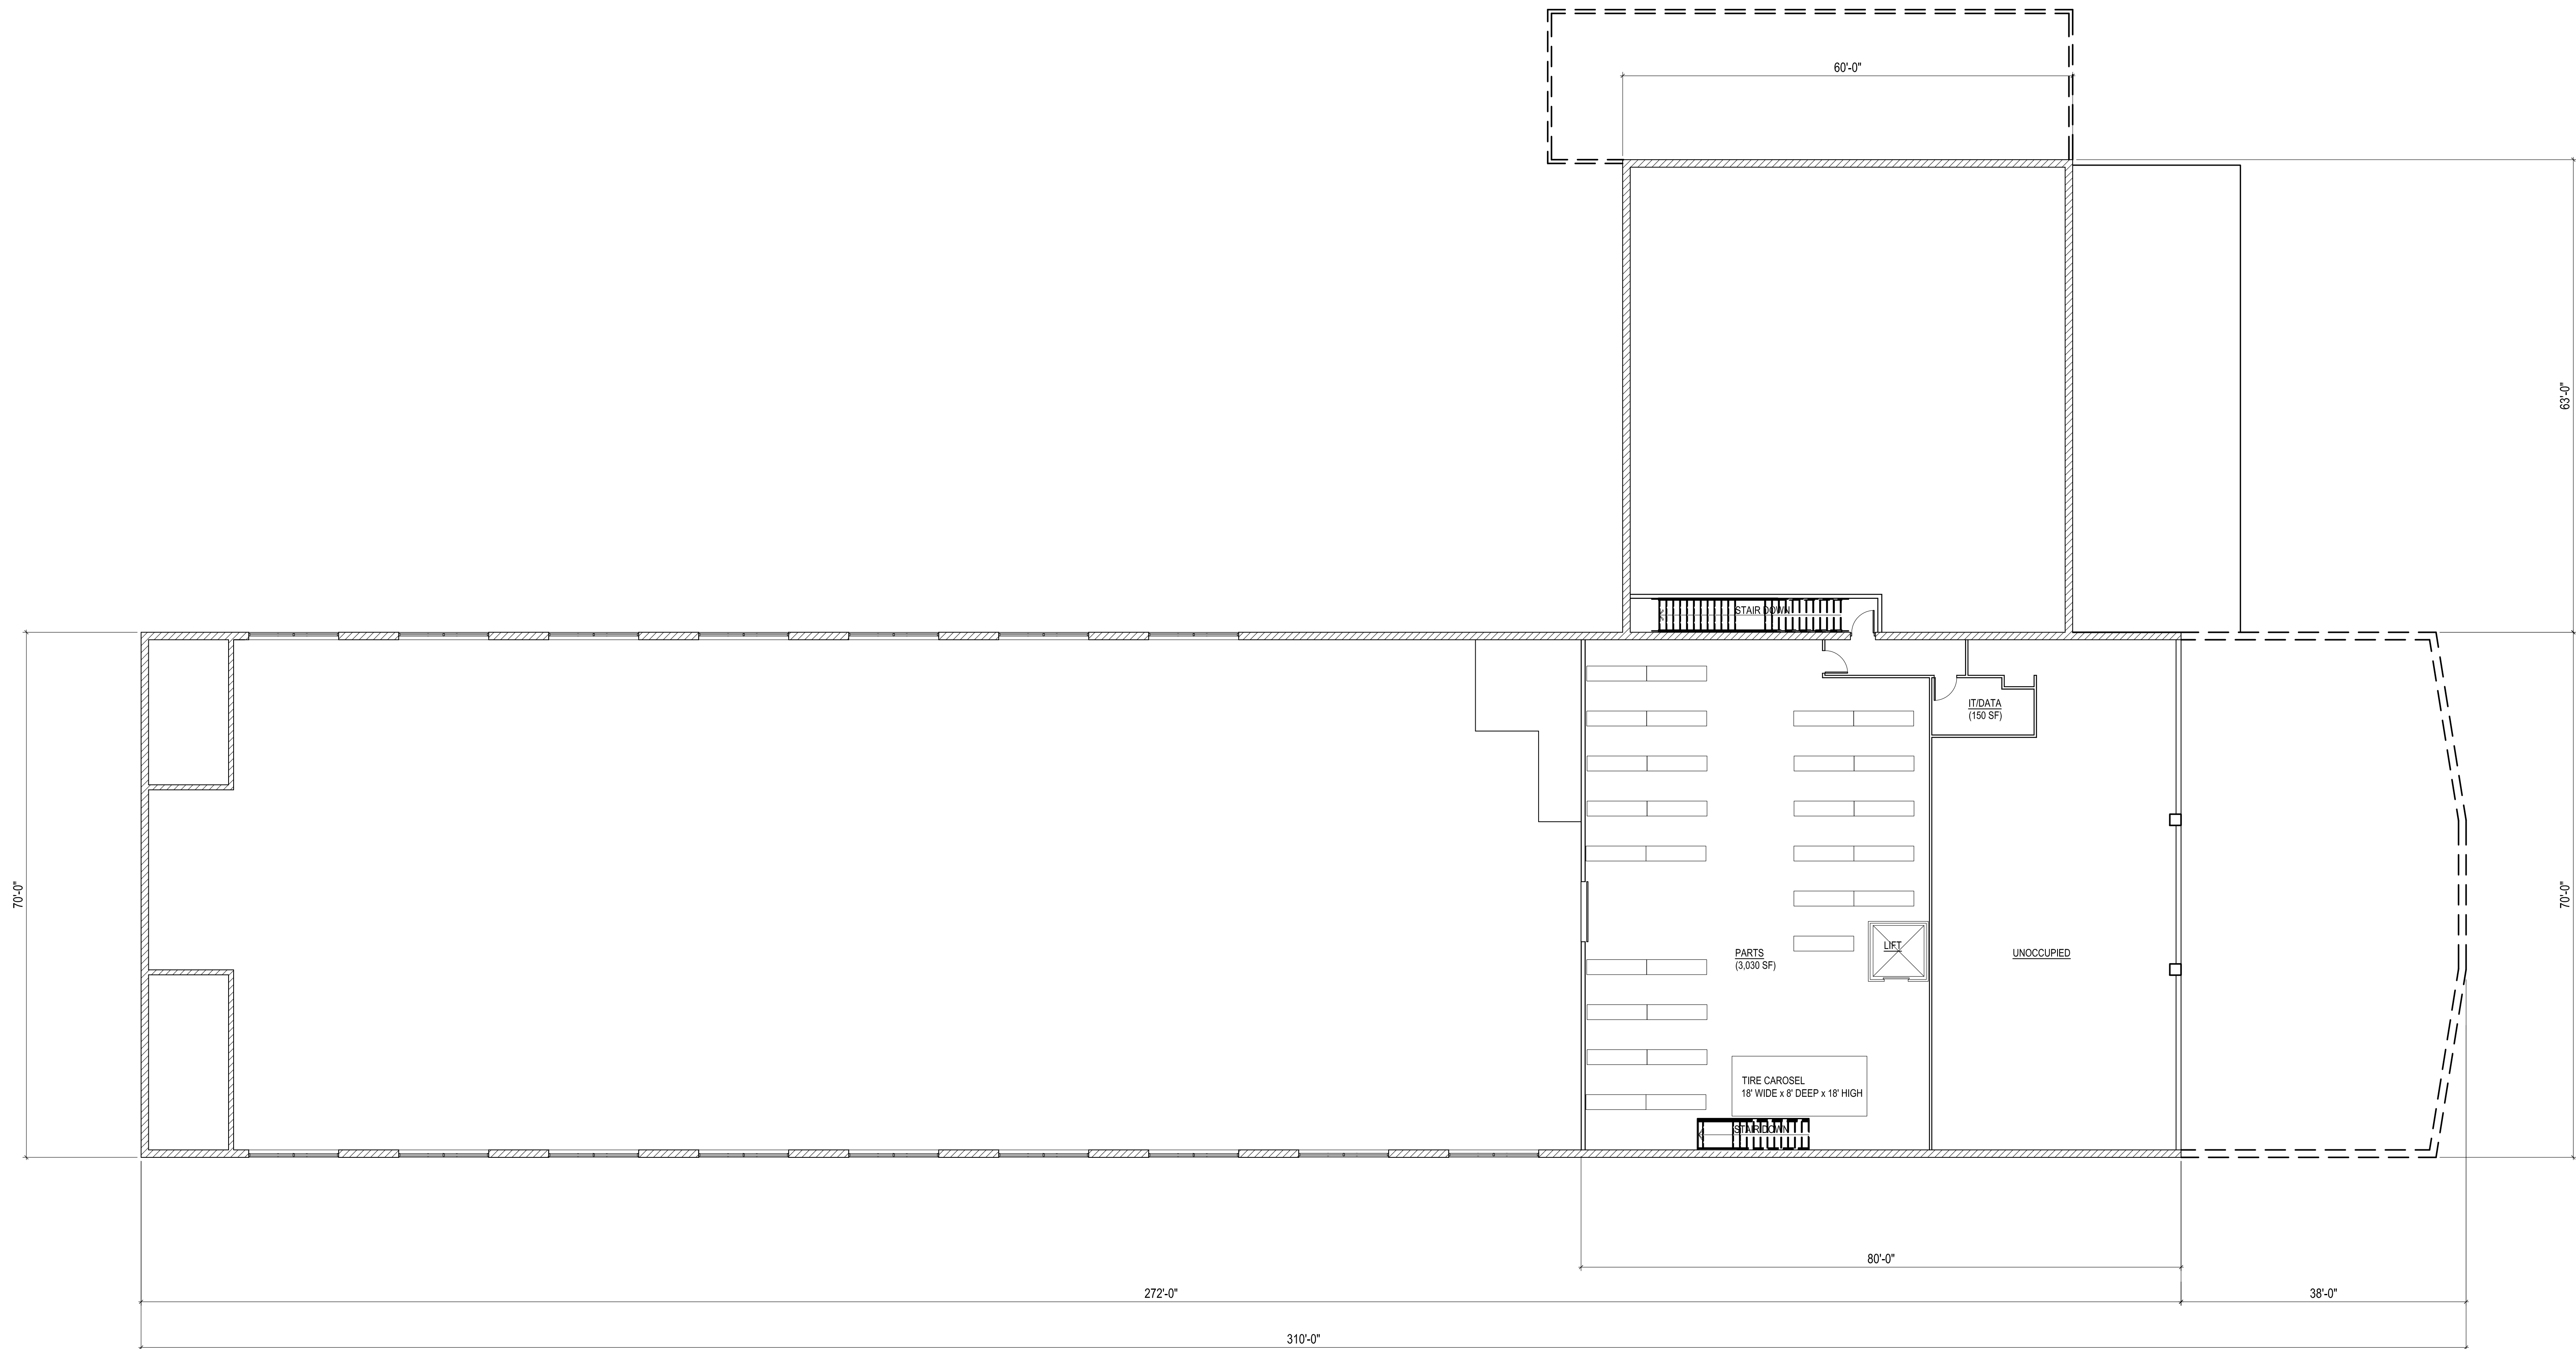 60'-0"
63'-0"
STAIR DOWN
IT/DATA
(150 SF)
70'-0"
70'-0"
LIFT
PARTS
(3,030 SF)
UNOCCUPIED
TIRE CAROSEL
18' WIDE x 8' DEEP x 18' HIGH
STAIR DOWN
80'-0"
272'-0"
38'-0"
310'-0"